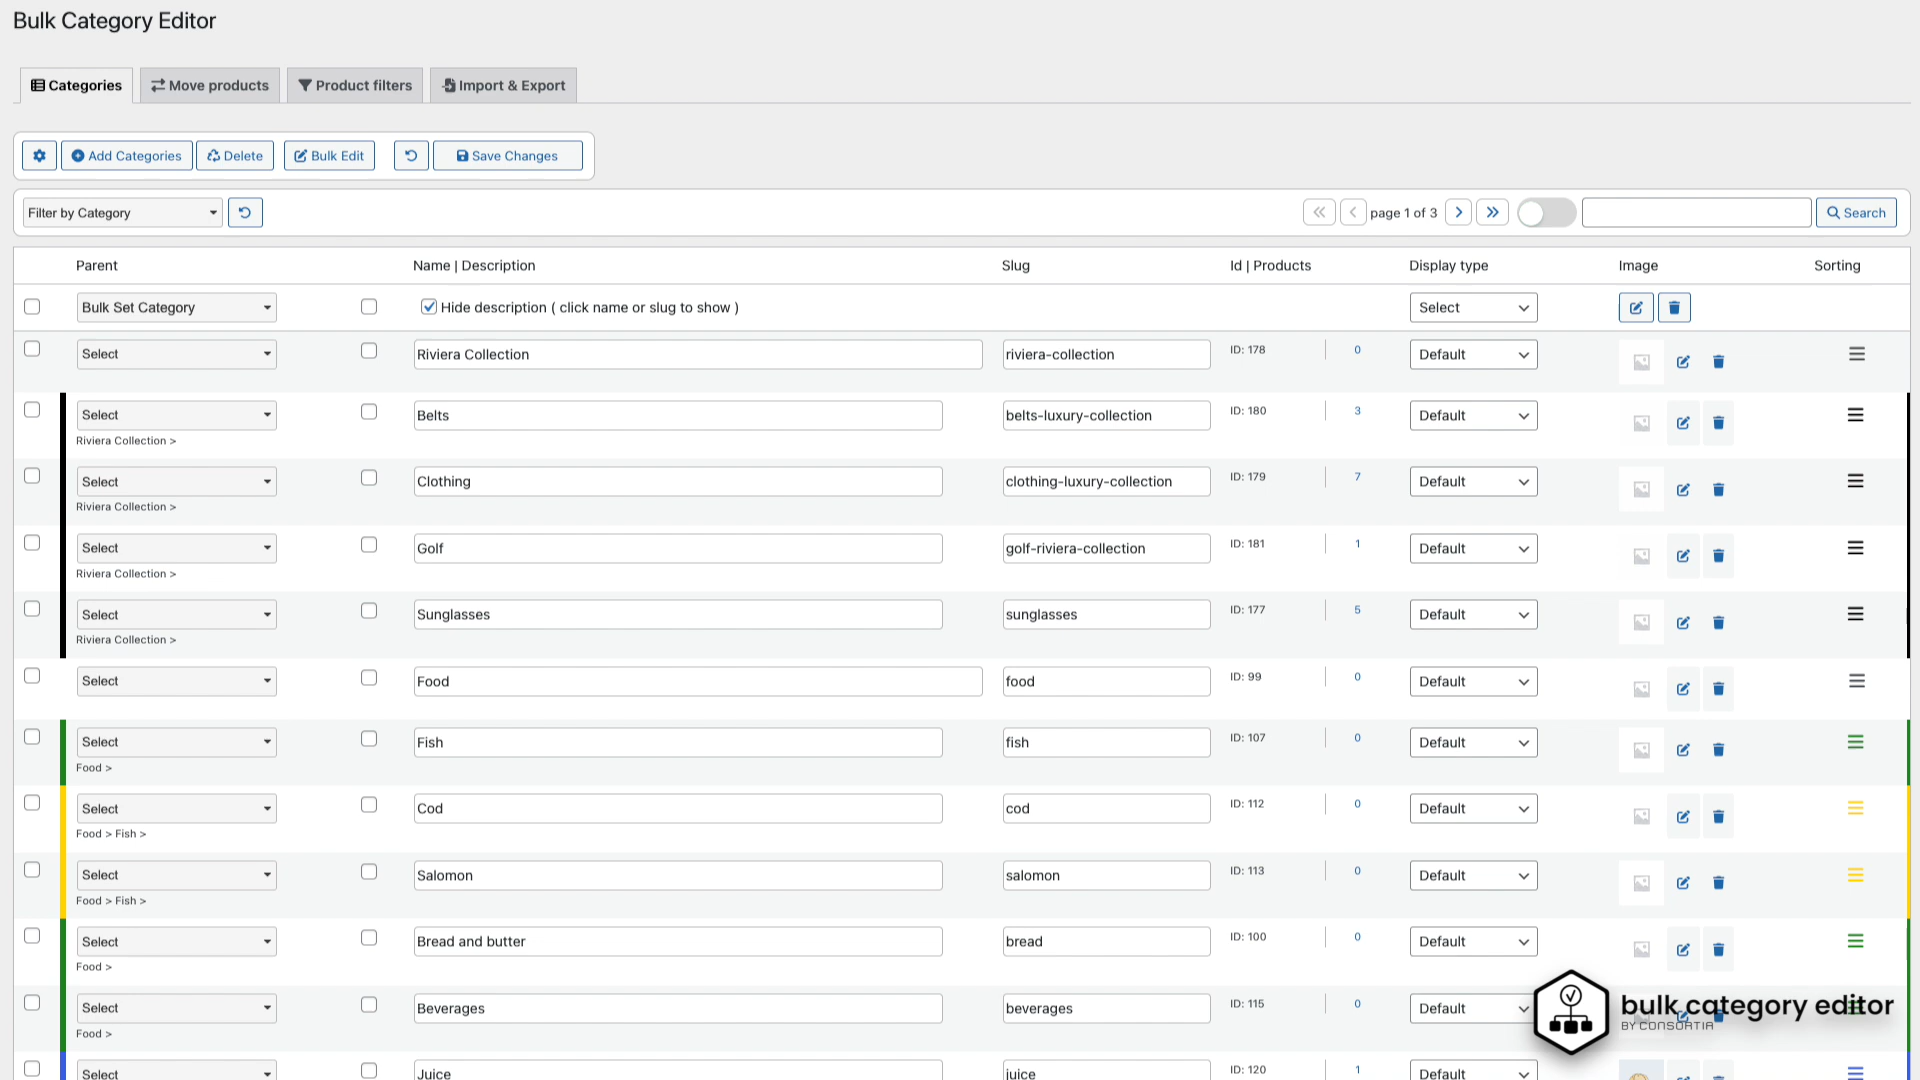 Bulk Category Editor
Categories Move products Product filters Import & Export
Add Categories Delete Bulk Edit Save Changes
Filter by Category page 1 of 3 Search
Parent Name | Description Slug Id | Products Display type Image Sorting
Bulk Set Category Hide description ( click name or slug to show ) Select
Select Riviera Collection riviera-collection ID: 178 0 Default
Select Belts belts-luxury-collection ID: 180 3 Default
Riviera Collection >
Select Clothing clothing-luxury-collection ID: 179 7 Default
Riviera Collection >
Select Golf golf-riviera-collection ID: 181 1 Default
Riviera Collection >
Select Sunglasses sunglasses ID: 177 5 Default
Riviera Collection >
Select Food food ID: 99 0 Default
Select Fish fish ID: 107 0 Default
Food >
Select Cod cod ID: 112 0 Default
Food > Fish >
Select Salomon salomon ID: 113 0 Default
Food > Fish >
Select Bread and butter bread ID: 100 0 Default
Food >
Select Beverages beverages ID: 115 0 Default
Food >
bulk category editor
BY CONSORTIA
Select Juice juice ID: 120 1 Default